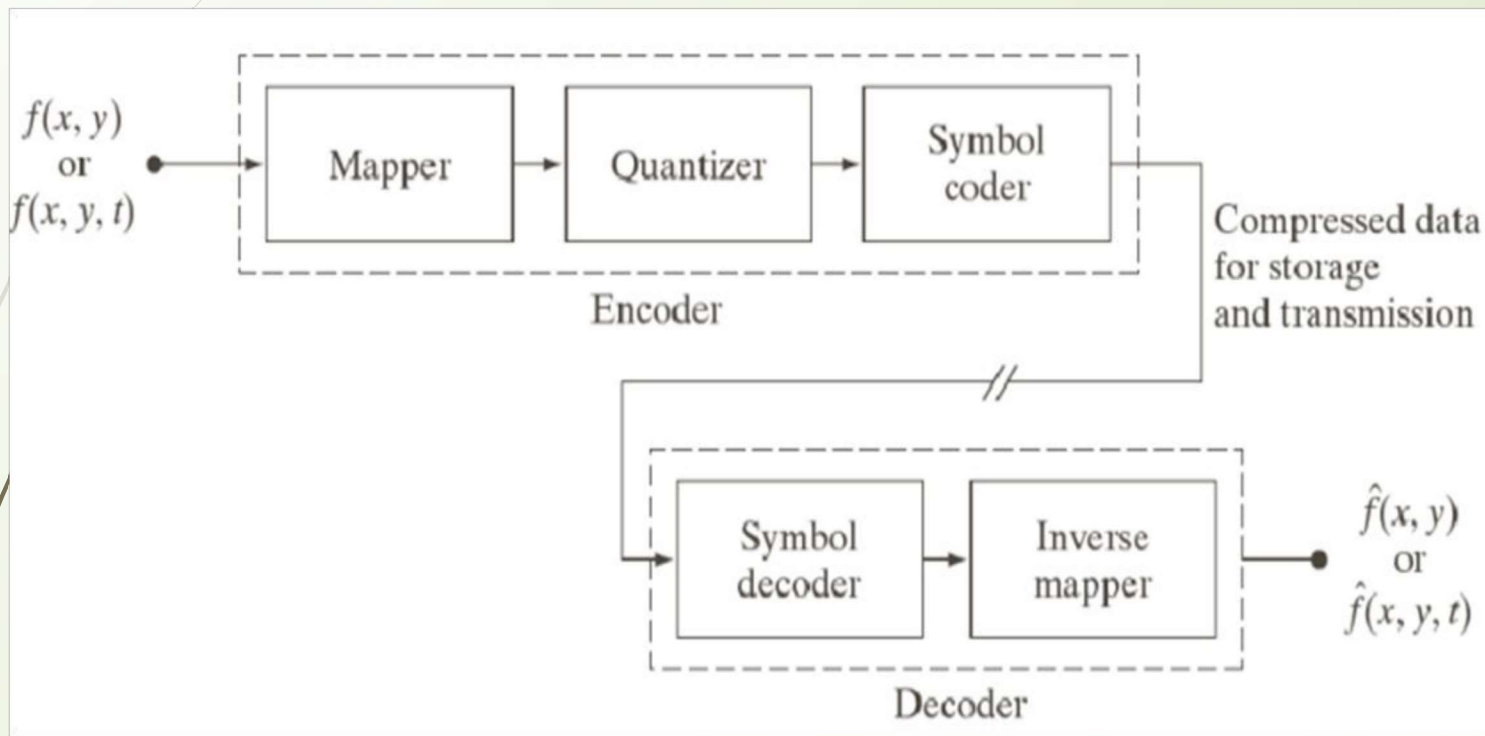 f(x, y)
or
f(x, y, t)
Mapper
Quantizer
Symbol
coder
Encoder
Compressed data
for storage
and transmission
Symbol
decoder
Inverse
mapper
Decoder
f̂(x, y)
or
f̂(x, y, t)